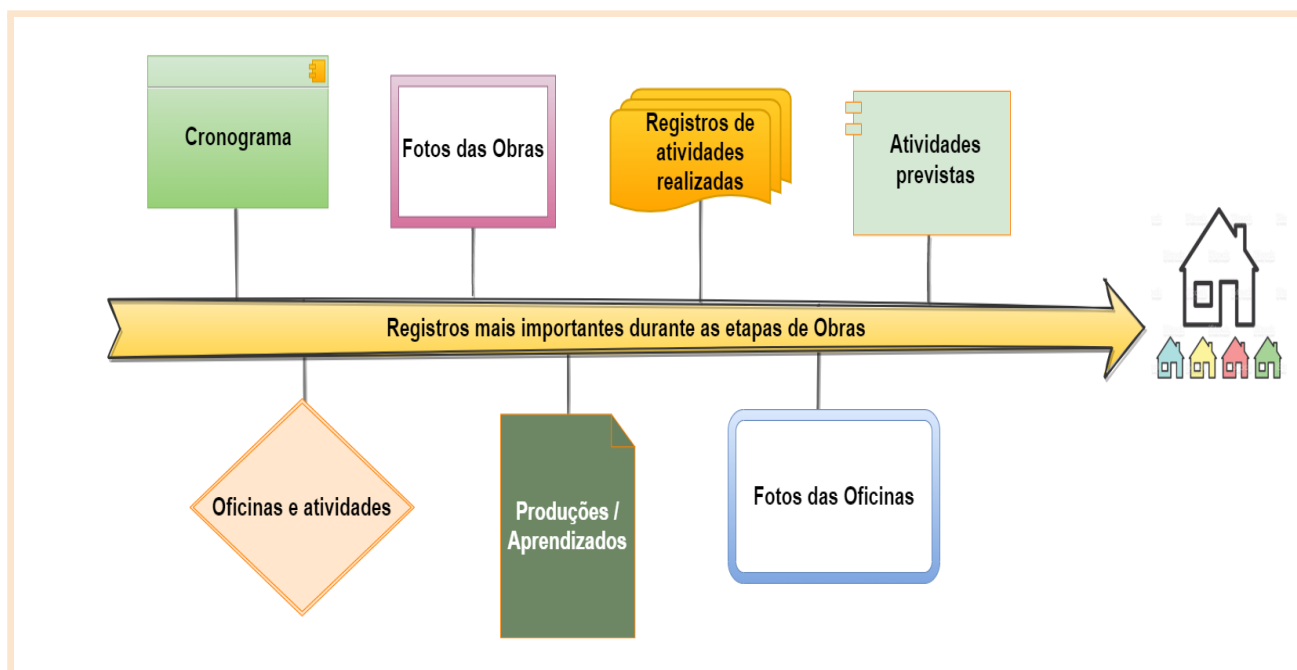 Cronograma
Fotos das Obras
Registros de
atividades
realizadas
Atividades
previstas
Registros mais importantes durante as etapas de Obras
Oficinas e atividades
Produções /
Aprendizados
Fotos das Oficinas